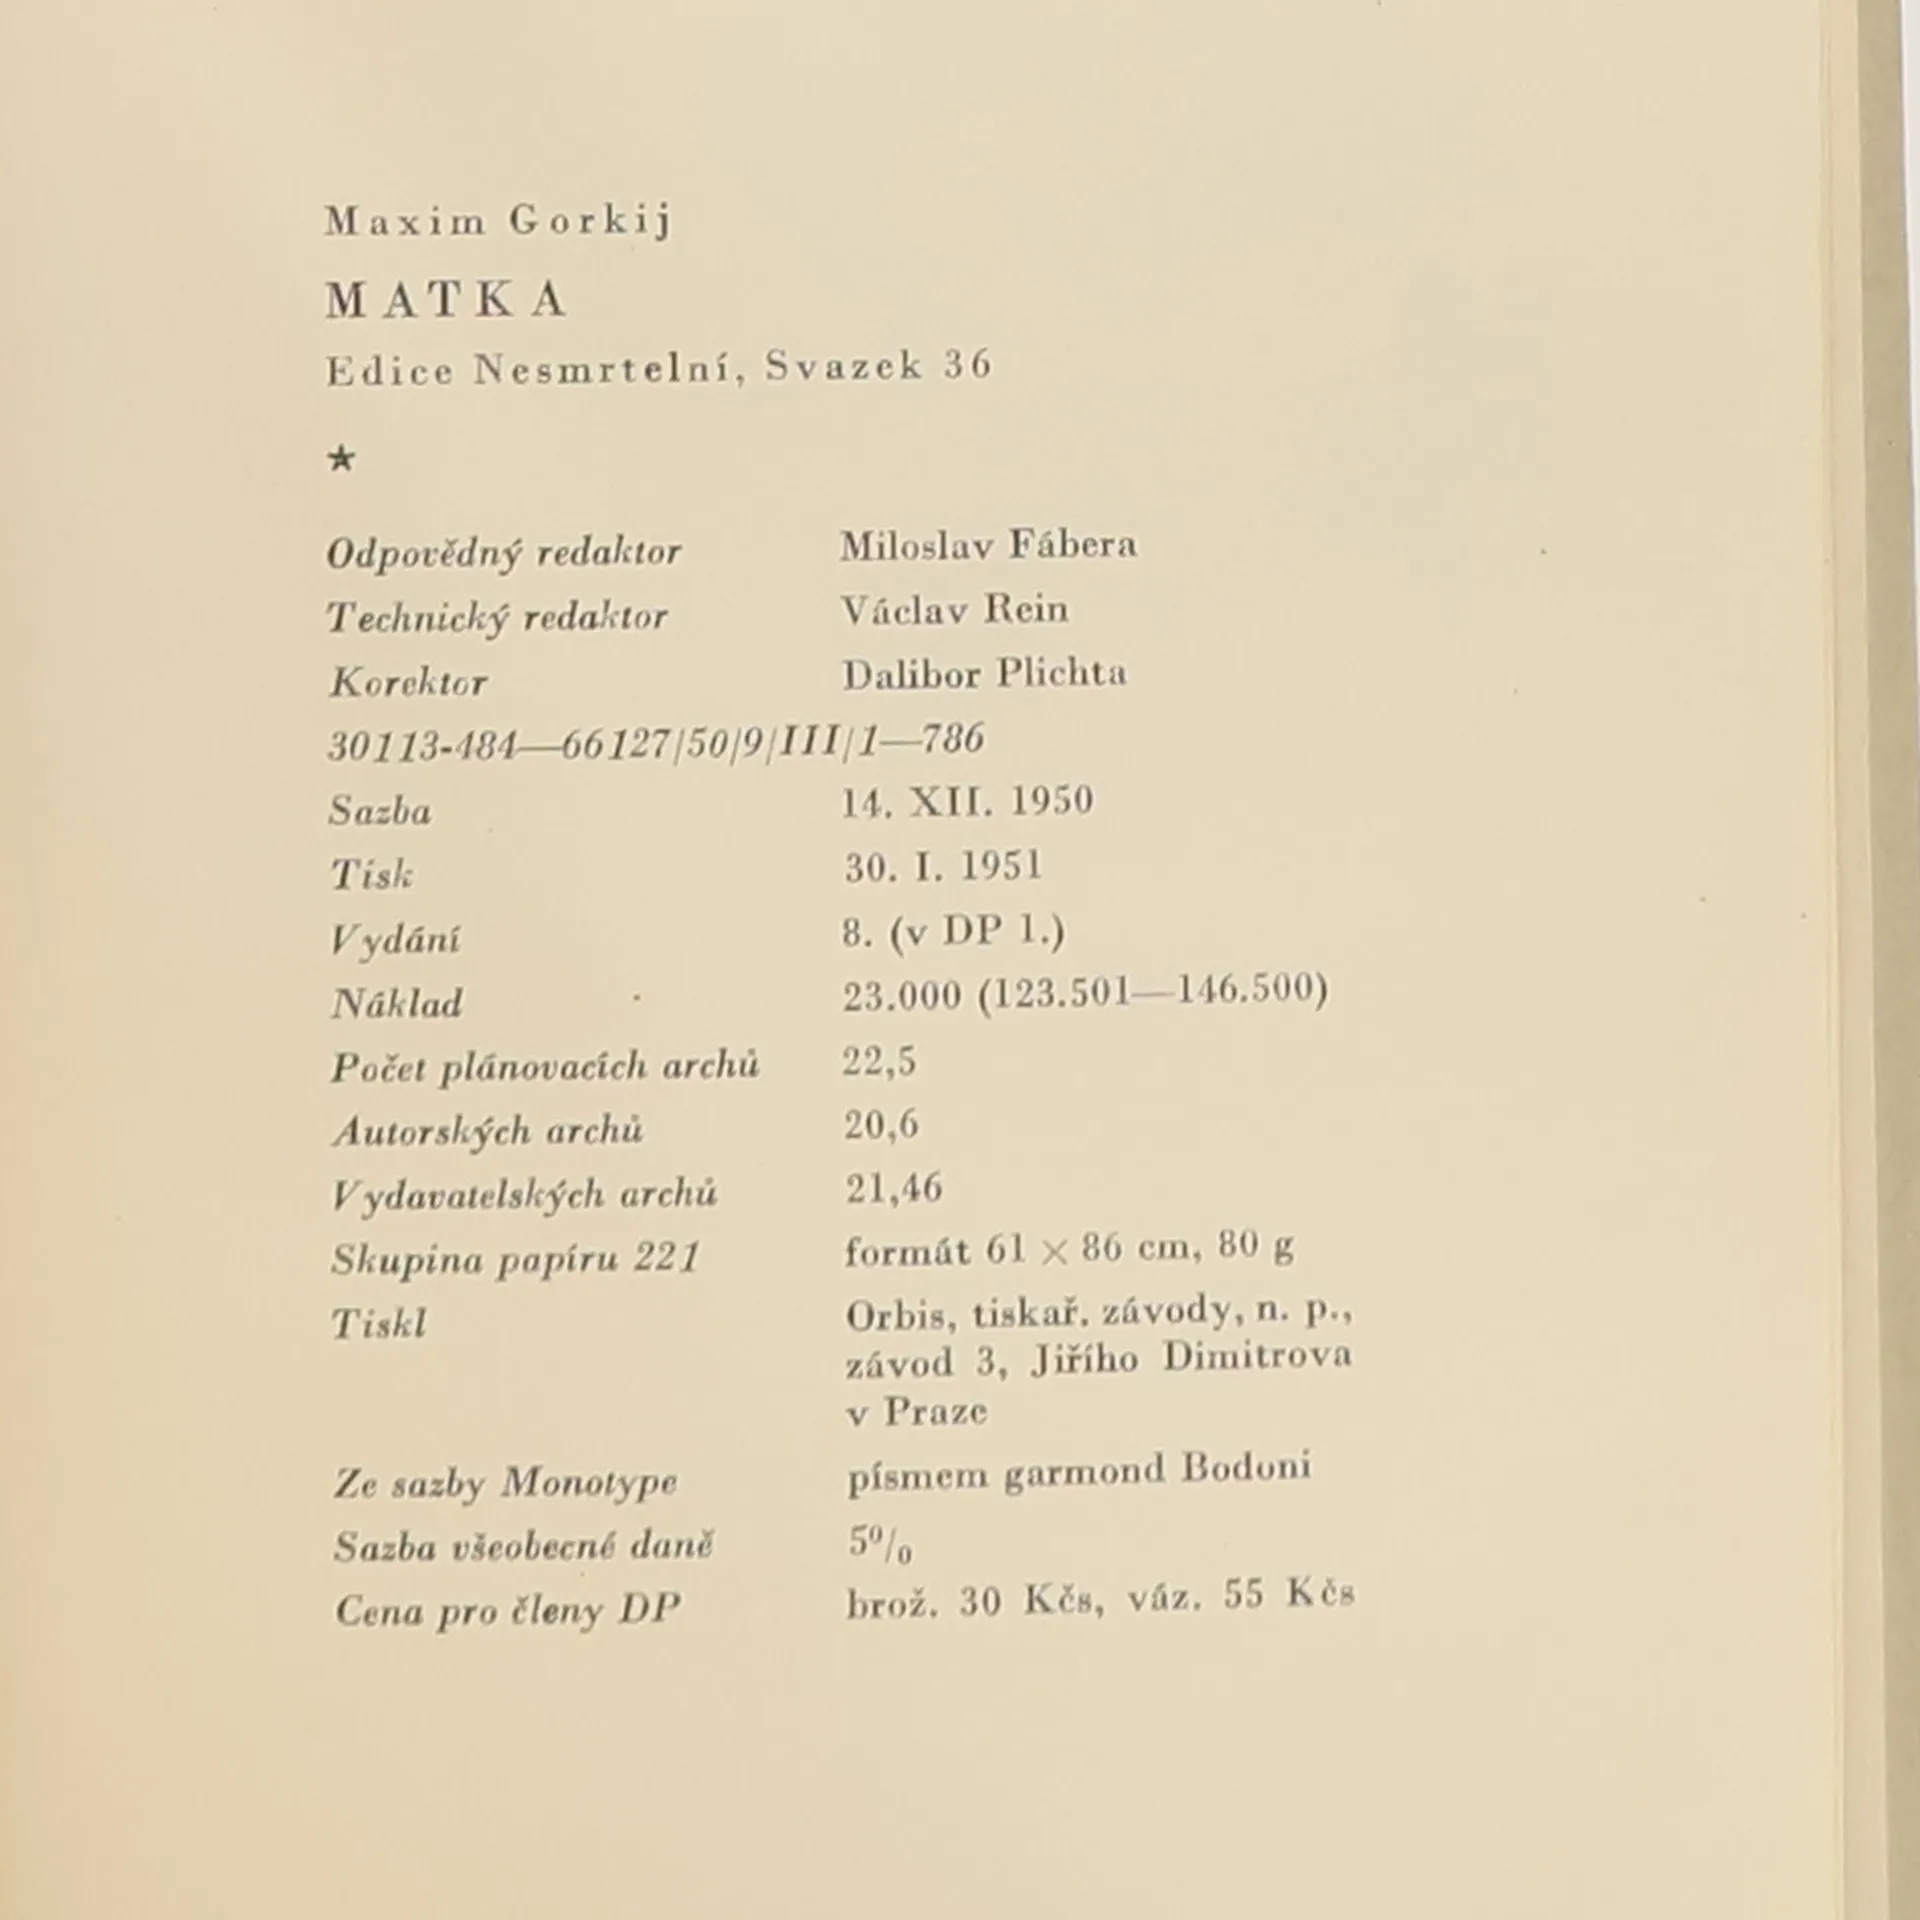 Maxim Gorkij
MATKA
Edice Nesmrtelní, Svazek 36
★
Odpovědný redaktor Miloslav Fábera
Technický redaktor Václav Rein
Korektor Dalibor Plichta
30113-484—66127/50/9/III/1—786
Sazba 14. XII. 1950
Tisk 30. I. 1951
Vydání 8. (v DP 1.)
Náklad 23.000 (123.501—146.500)
Počet plánovacích archů 22,5
Autorských archů 20,6
Vydavatelských archů 21,46
Skupina papíru 221 formát 61 × 86 cm, 80 g
Tiskl Orbis, tiskař. závody, n. p.,
závod 3, Jiřího Dimitrova
v Praze
Ze sazby Monotype písmem garmond Bodoni
Sazba všeobecné daně 5%
Cena pro členy DP brož. 30 Kčs, váz. 55 Kčs